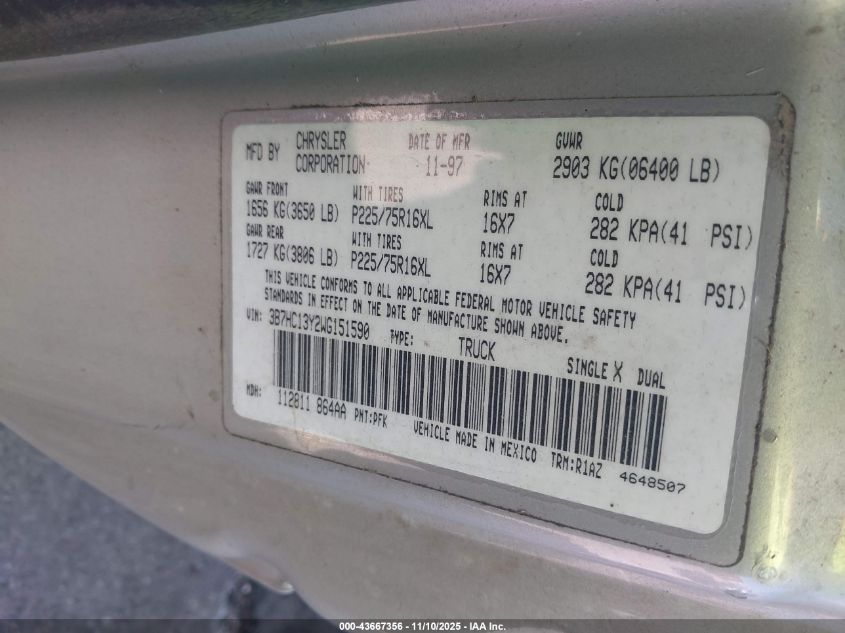 MFD BY CHRYSLER CORPORATION DATE OF MFR 11-97 GVWR 2903 KG(06400 LB)
GAWR FRONT WITH TIRES RIMS AT COLD
1656 KG(3650 LB) P225/75R16XL 16X7 282 KPA(41 PSI)
GAWR REAR WITH TIRES RIMS AT COLD
1727 KG(3806 LB) P225/75R16XL 16X7 282 KPA(41 PSI)
THIS VEHICLE CONFORMS TO ALL APPLICABLE FEDERAL MOTOR VEHICLE SAFETY
STANDARDS IN EFFECT ON THE DATE OF MANUFACTURE SHOWN ABOVE.
VIN: 3B7HC13Y2WG151590 TYPE: TRUCK SINGLE X DUAL
MDH: 112811 864AA PNT:PFK VEHICLE MADE IN MEXICO TRM:R1AZ 4648507
000-43667356 - 11/10/2025 - IAA Inc.